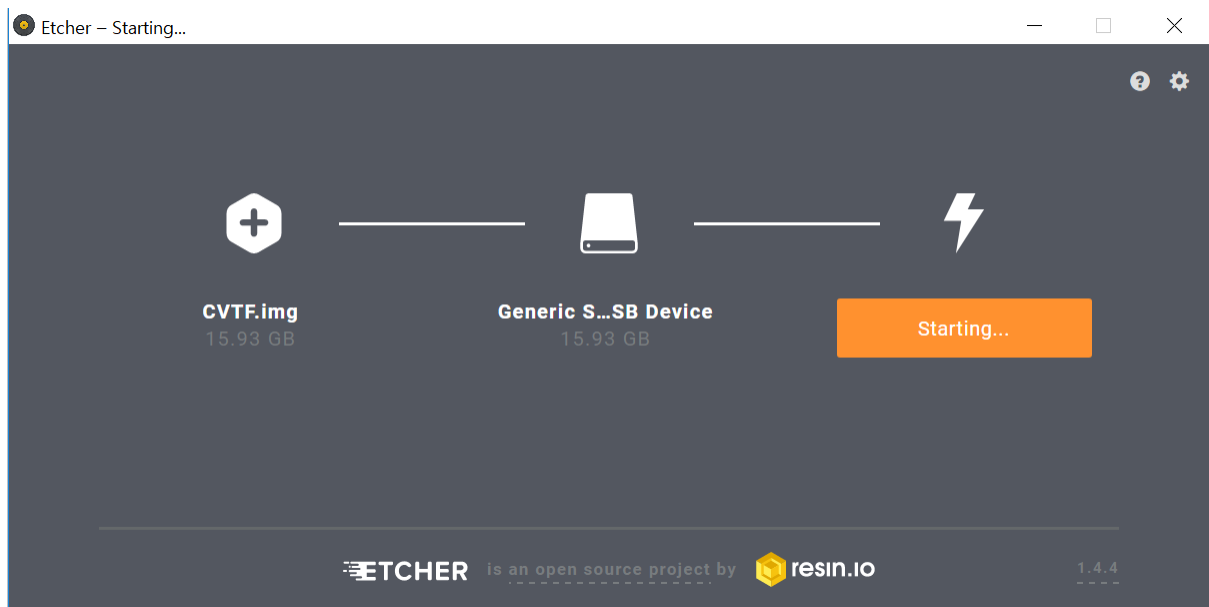 Etcher – Starting...
CVTF.img
15.93 GB
Generic S...SB Device
15.93 GB
Starting...
ETCHER is an open source project by resin.io
1.4.4